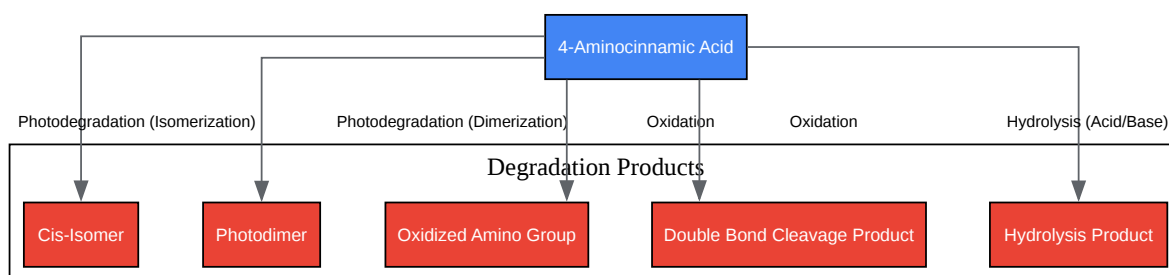 4-Aminocinnamic Acid
Photodegradation (Isomerization)
Photodegradation (Dimerization)
Oxidation
Oxidation
Hydrolysis (Acid/Base)
Degradation Products
Cis-Isomer
Photodimer
Oxidized Amino Group
Double Bond Cleavage Product
Hydrolysis Product